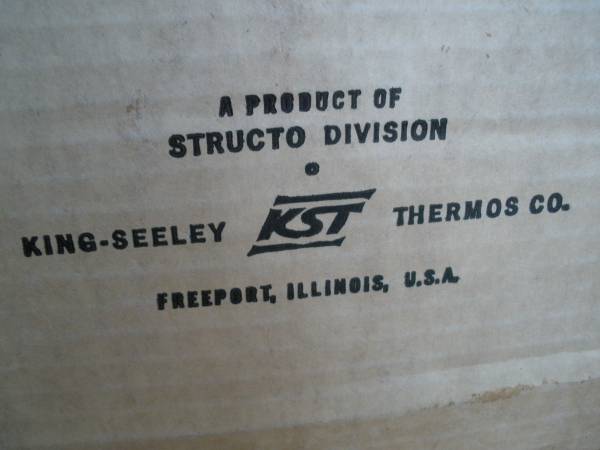 A PRODUCT OF
STRUCTO DIVISION
KING-SEELEY KST THERMOS CO.
FREEPORT, ILLINOIS, U.S.A.